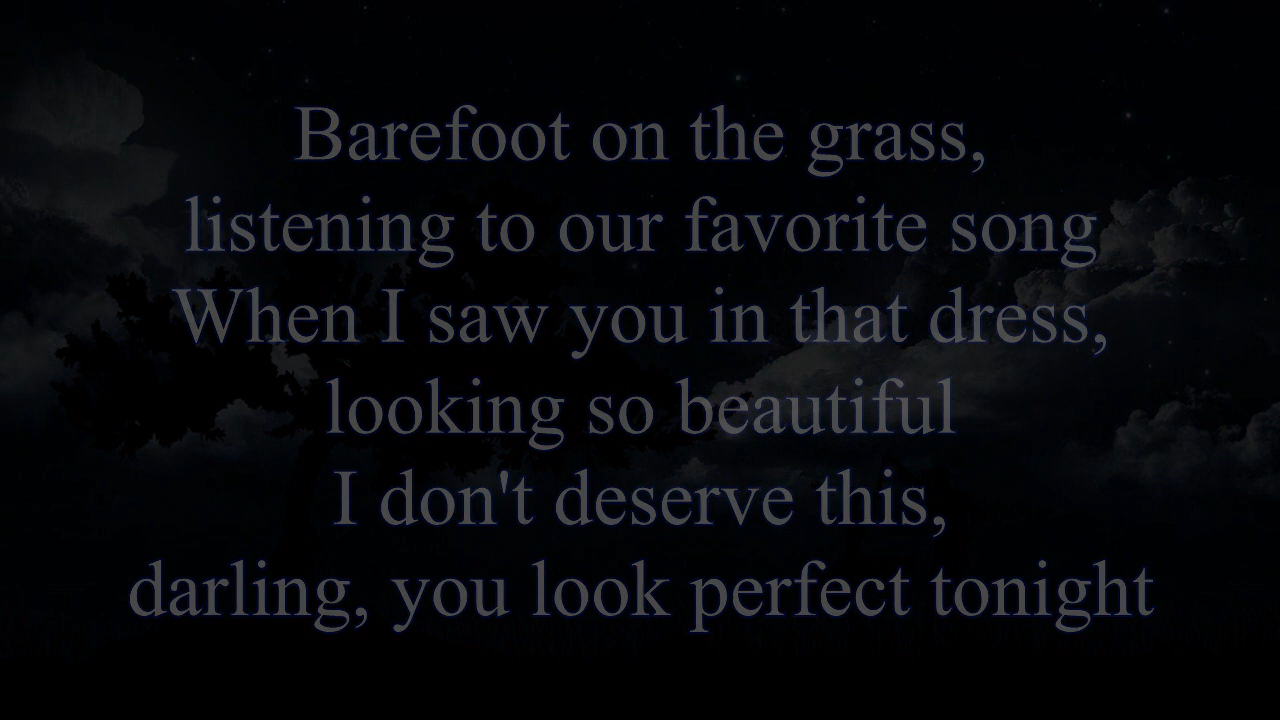 Barefoot on the grass,
listening to our favorite song
When I saw you in that dress,
looking so beautiful
I don't deserve this,
darling, you look perfect tonight